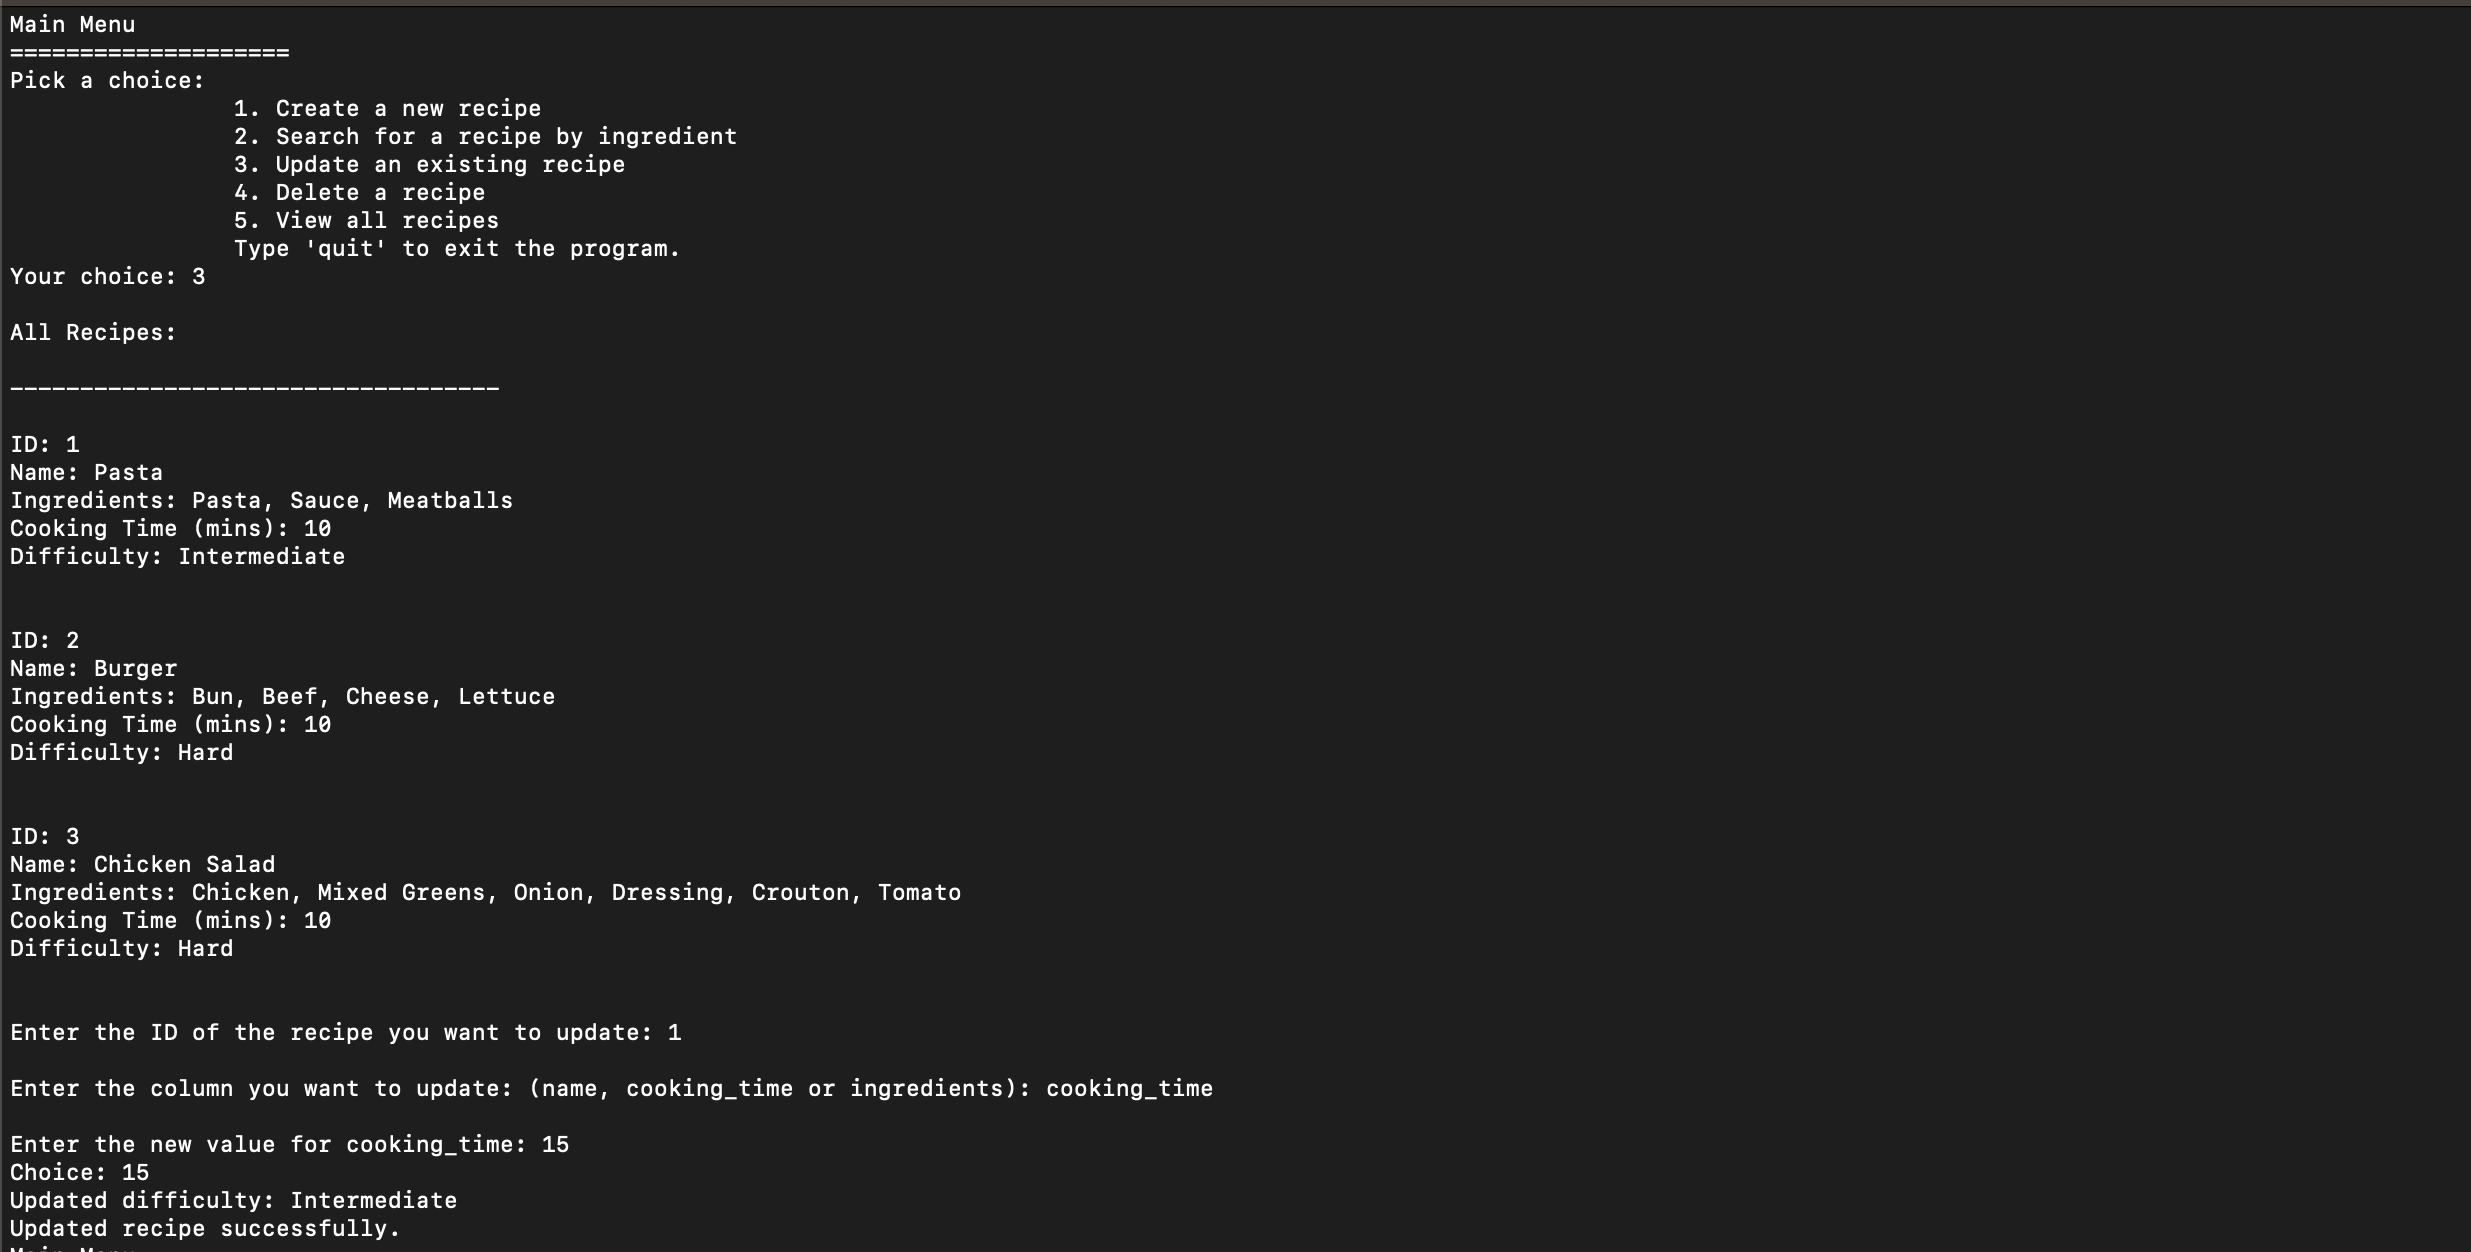 Main Menu
====================
Pick a choice:
1. Create a new recipe
2. Search for a recipe by ingredient
3. Update an existing recipe
4. Delete a recipe
5. View all recipes
Type 'quit' to exit the program.
Your choice: 3
All Recipes:
-----------------------------------
ID: 1
Name: Pasta
Ingredients: Pasta, Sauce, Meatballs
Cooking Time (mins): 10
Difficulty: Intermediate
ID: 2
Name: Burger
Ingredients: Bun, Beef, Cheese, Lettuce
Cooking Time (mins): 10
Difficulty: Hard
ID: 3
Name: Chicken Salad
Ingredients: Chicken, Mixed Greens, Onion, Dressing, Crouton, Tomato
Cooking Time (mins): 10
Difficulty: Hard
Enter the ID of the recipe you want to update: 1
Enter the column you want to update: (name, cooking_time or ingredients): cooking_time
Enter the new value for cooking_time: 15
Choice: 15
Updated difficulty: Intermediate
Updated recipe successfully.
Main Menu